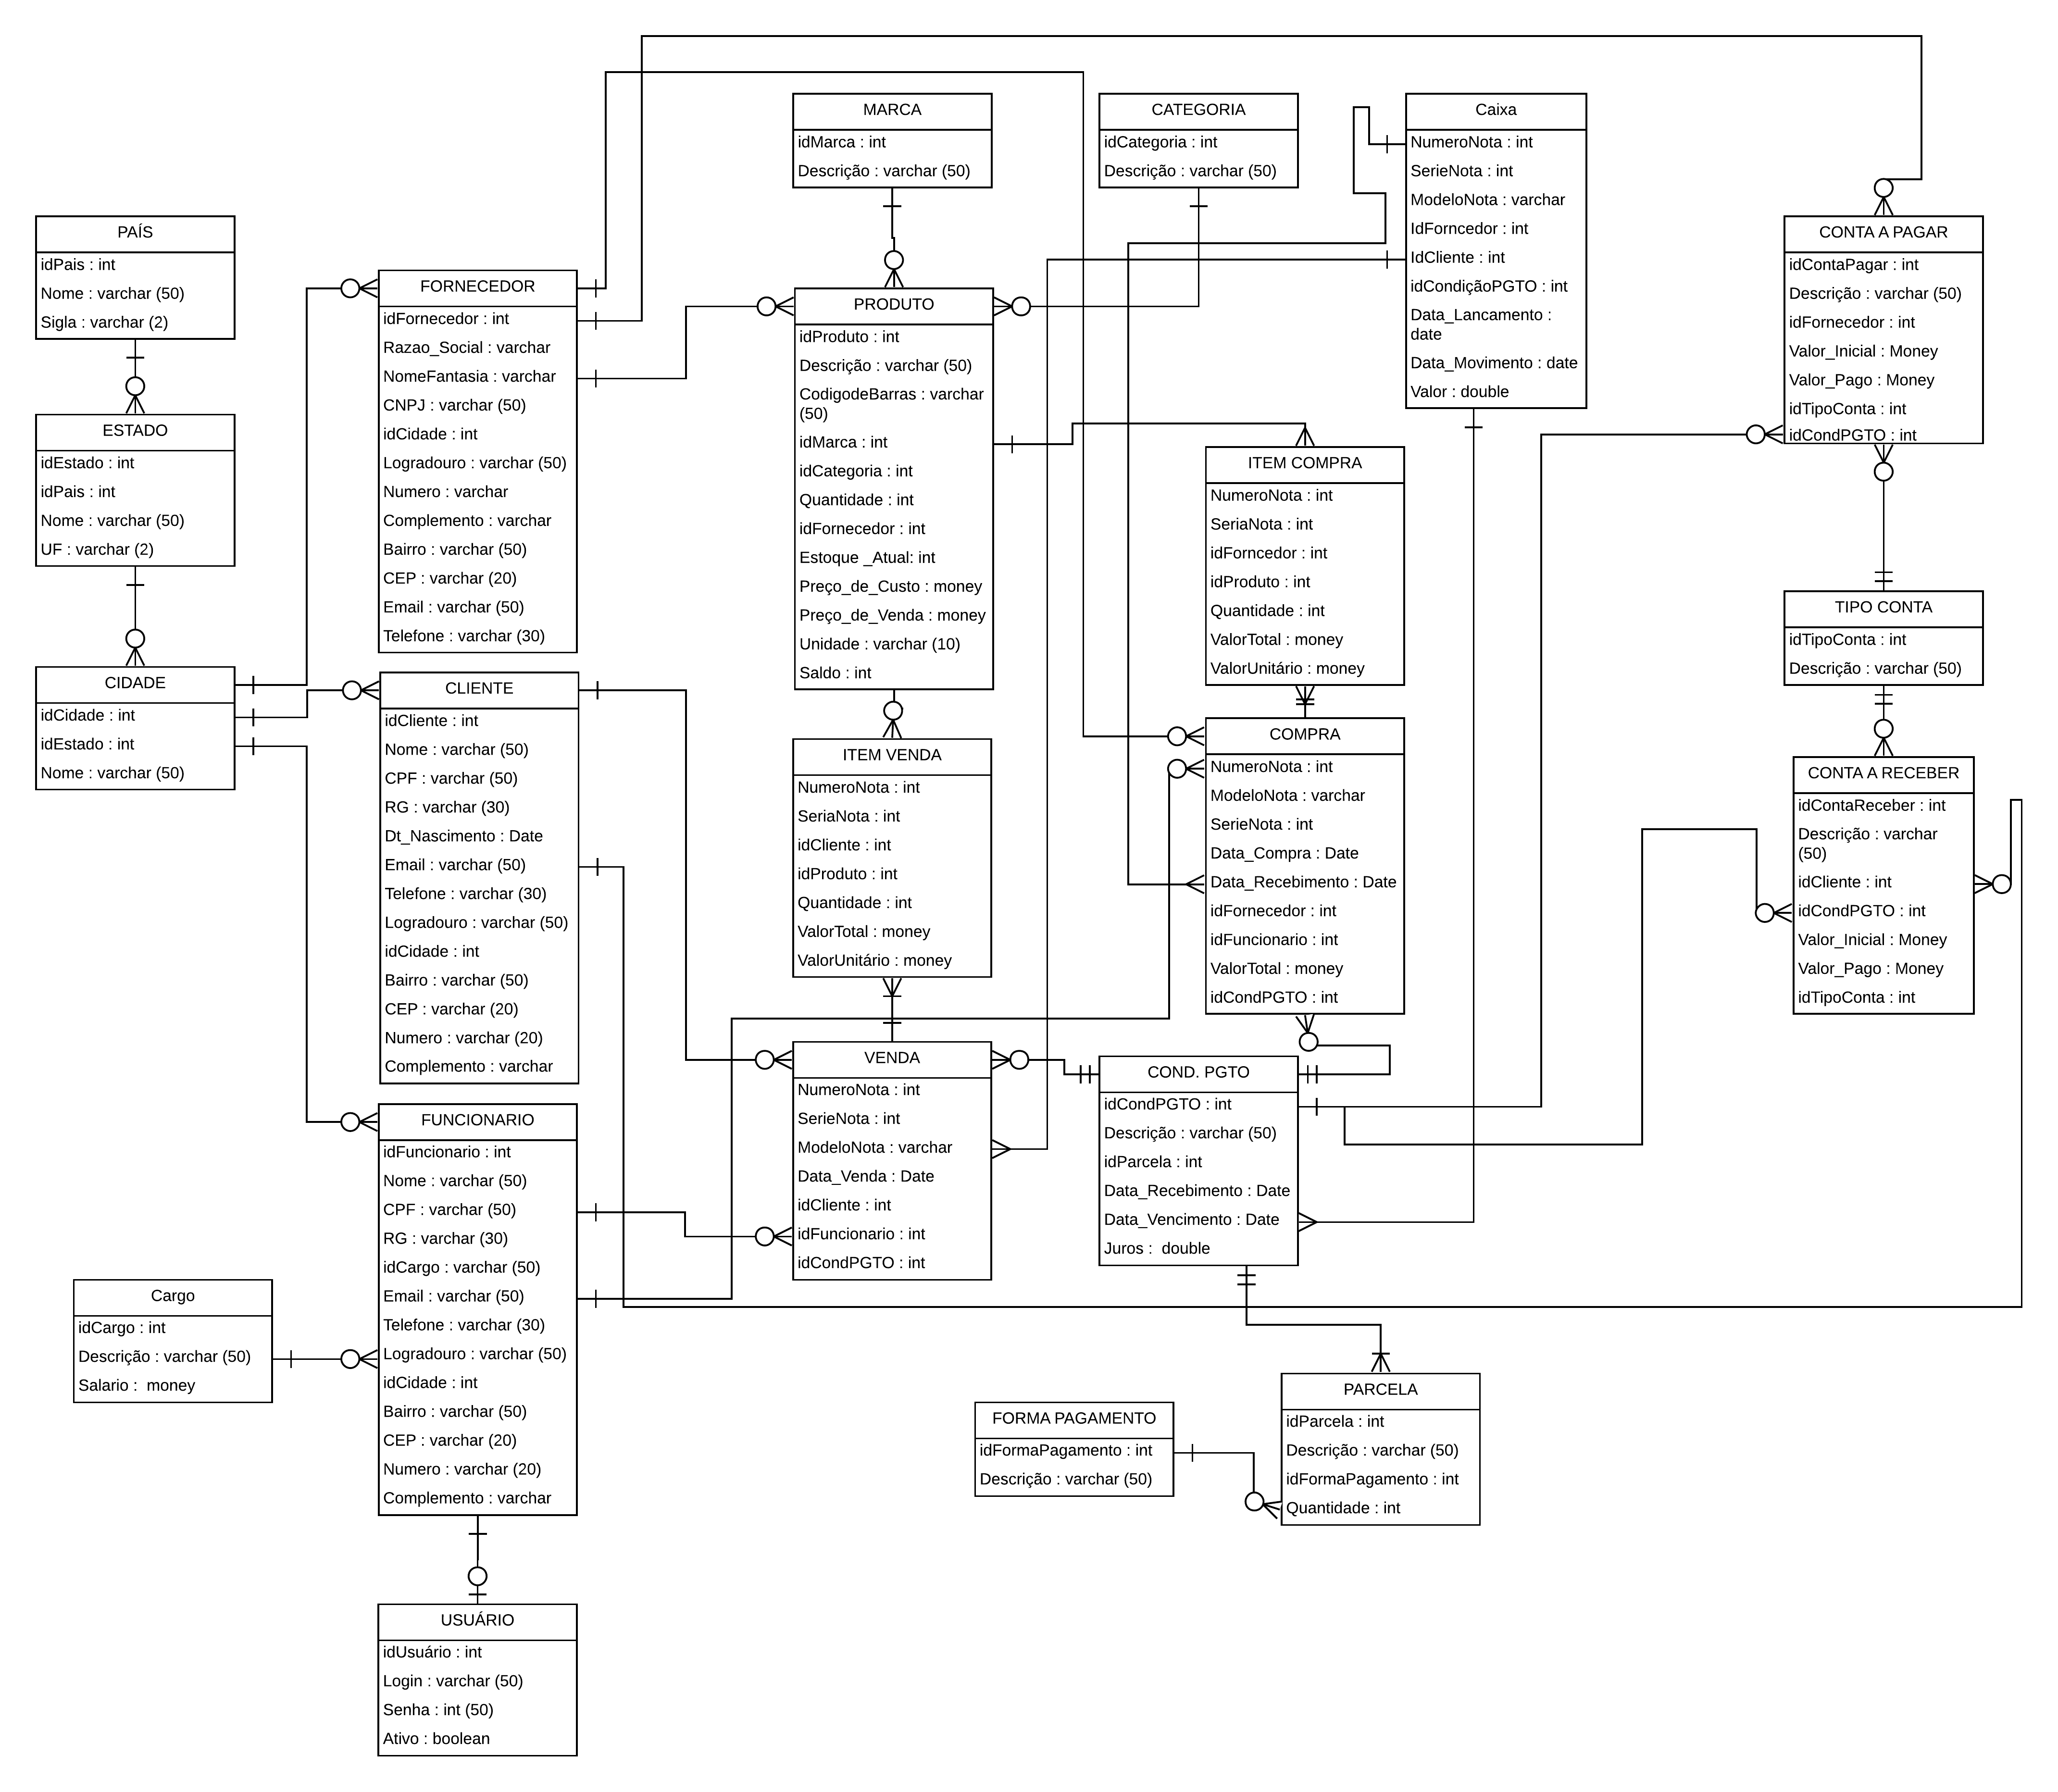 MARCA
idMarca : int
Descrição : varchar (50)
CATEGORIA
idCategoria : int
Descrição : varchar (50)
Caixa
NumeroNota : int
SerieNota : int
ModeloNota : varchar
IdForncedor : int
IdCliente : int
idCondiçãoPGTO : int
Data_Lancamento :
date
Data_Movimento : date
Valor : double
PAÍS
idPais : int
Nome : varchar (50)
Sigla : varchar (2)
CONTA A PAGAR
idContaPagar : int
Descrição : varchar (50)
idFornecedor : int
Valor_Inicial : Money
Valor_Pago : Money
idTipoConta : int
idCondPGTO : int
FORNECEDOR
idFornecedor : int
Razao_Social : varchar
NomeFantasia : varchar
CNPJ : varchar (50)
idCidade : int
Logradouro : varchar (50)
Numero : varchar
Complemento : varchar
Bairro : varchar (50)
CEP : varchar (20)
Email : varchar (50)
Telefone : varchar (30)
PRODUTO
idProduto : int
Descrição : varchar (50)
CodigodeBarras : varchar
(50)
idMarca : int
idCategoria : int
Quantidade : int
idFornecedor : int
Estoque _Atual: int
Preço_de_Custo : money
Preço_de_Venda : money
Unidade : varchar (10)
Saldo : int
ESTADO
idEstado : int
idPais : int
Nome : varchar (50)
UF : varchar (2)
ITEM COMPRA
NumeroNota : int
SeriaNota : int
idForncedor : int
idProduto : int
Quantidade : int
ValorTotal : money
ValorUnitário : money
TIPO CONTA
idTipoConta : int
Descrição : varchar (50)
CIDADE
idCidade : int
idEstado : int
Nome : varchar (50)
CLIENTE
idCliente : int
Nome : varchar (50)
CPF : varchar (50)
RG : varchar (30)
Dt_Nascimento : Date
Email : varchar (50)
Telefone : varchar (30)
Logradouro : varchar (50)
idCidade : int
Bairro : varchar (50)
CEP : varchar (20)
Numero : varchar (20)
Complemento : varchar
ITEM VENDA
NumeroNota : int
SeriaNota : int
idCliente : int
idProduto : int
Quantidade : int
ValorTotal : money
ValorUnitário : money
COMPRA
NumeroNota : int
ModeloNota : varchar
SerieNota : int
Data_Compra : Date
Data_Recebimento : Date
idFornecedor : int
idFuncionario : int
ValorTotal : money
idCondPGTO : int
CONTA A RECEBER
idContaReceber : int
Descrição : varchar
(50)
idCliente : int
idCondPGTO : int
Valor_Inicial : Money
Valor_Pago : Money
idTipoConta : int
VENDA
NumeroNota : int
SerieNota : int
ModeloNota : varchar
Data_Venda : Date
idCliente : int
idFuncionario : int
idCondPGTO : int
COND. PGTO
idCondPGTO : int
Descrição : varchar (50)
idParcela : int
Data_Recebimento : Date
Data_Vencimento : Date
Juros :  double
FUNCIONARIO
idFuncionario : int
Nome : varchar (50)
CPF : varchar (50)
RG : varchar (30)
idCargo : varchar (50)
Email : varchar (50)
Telefone : varchar (30)
Logradouro : varchar (50)
idCidade : int
Bairro : varchar (50)
CEP : varchar (20)
Numero : varchar (20)
Complemento : varchar
Cargo
idCargo : int
Descrição : varchar (50)
Salario :  money
PARCELA
idParcela : int
Descrição : varchar (50)
idFormaPagamento : int
Quantidade : int
FORMA PAGAMENTO
idFormaPagamento : int
Descrição : varchar (50)
USUÁRIO
idUsuário : int
Login : varchar (50)
Senha : int (50)
Ativo : boolean